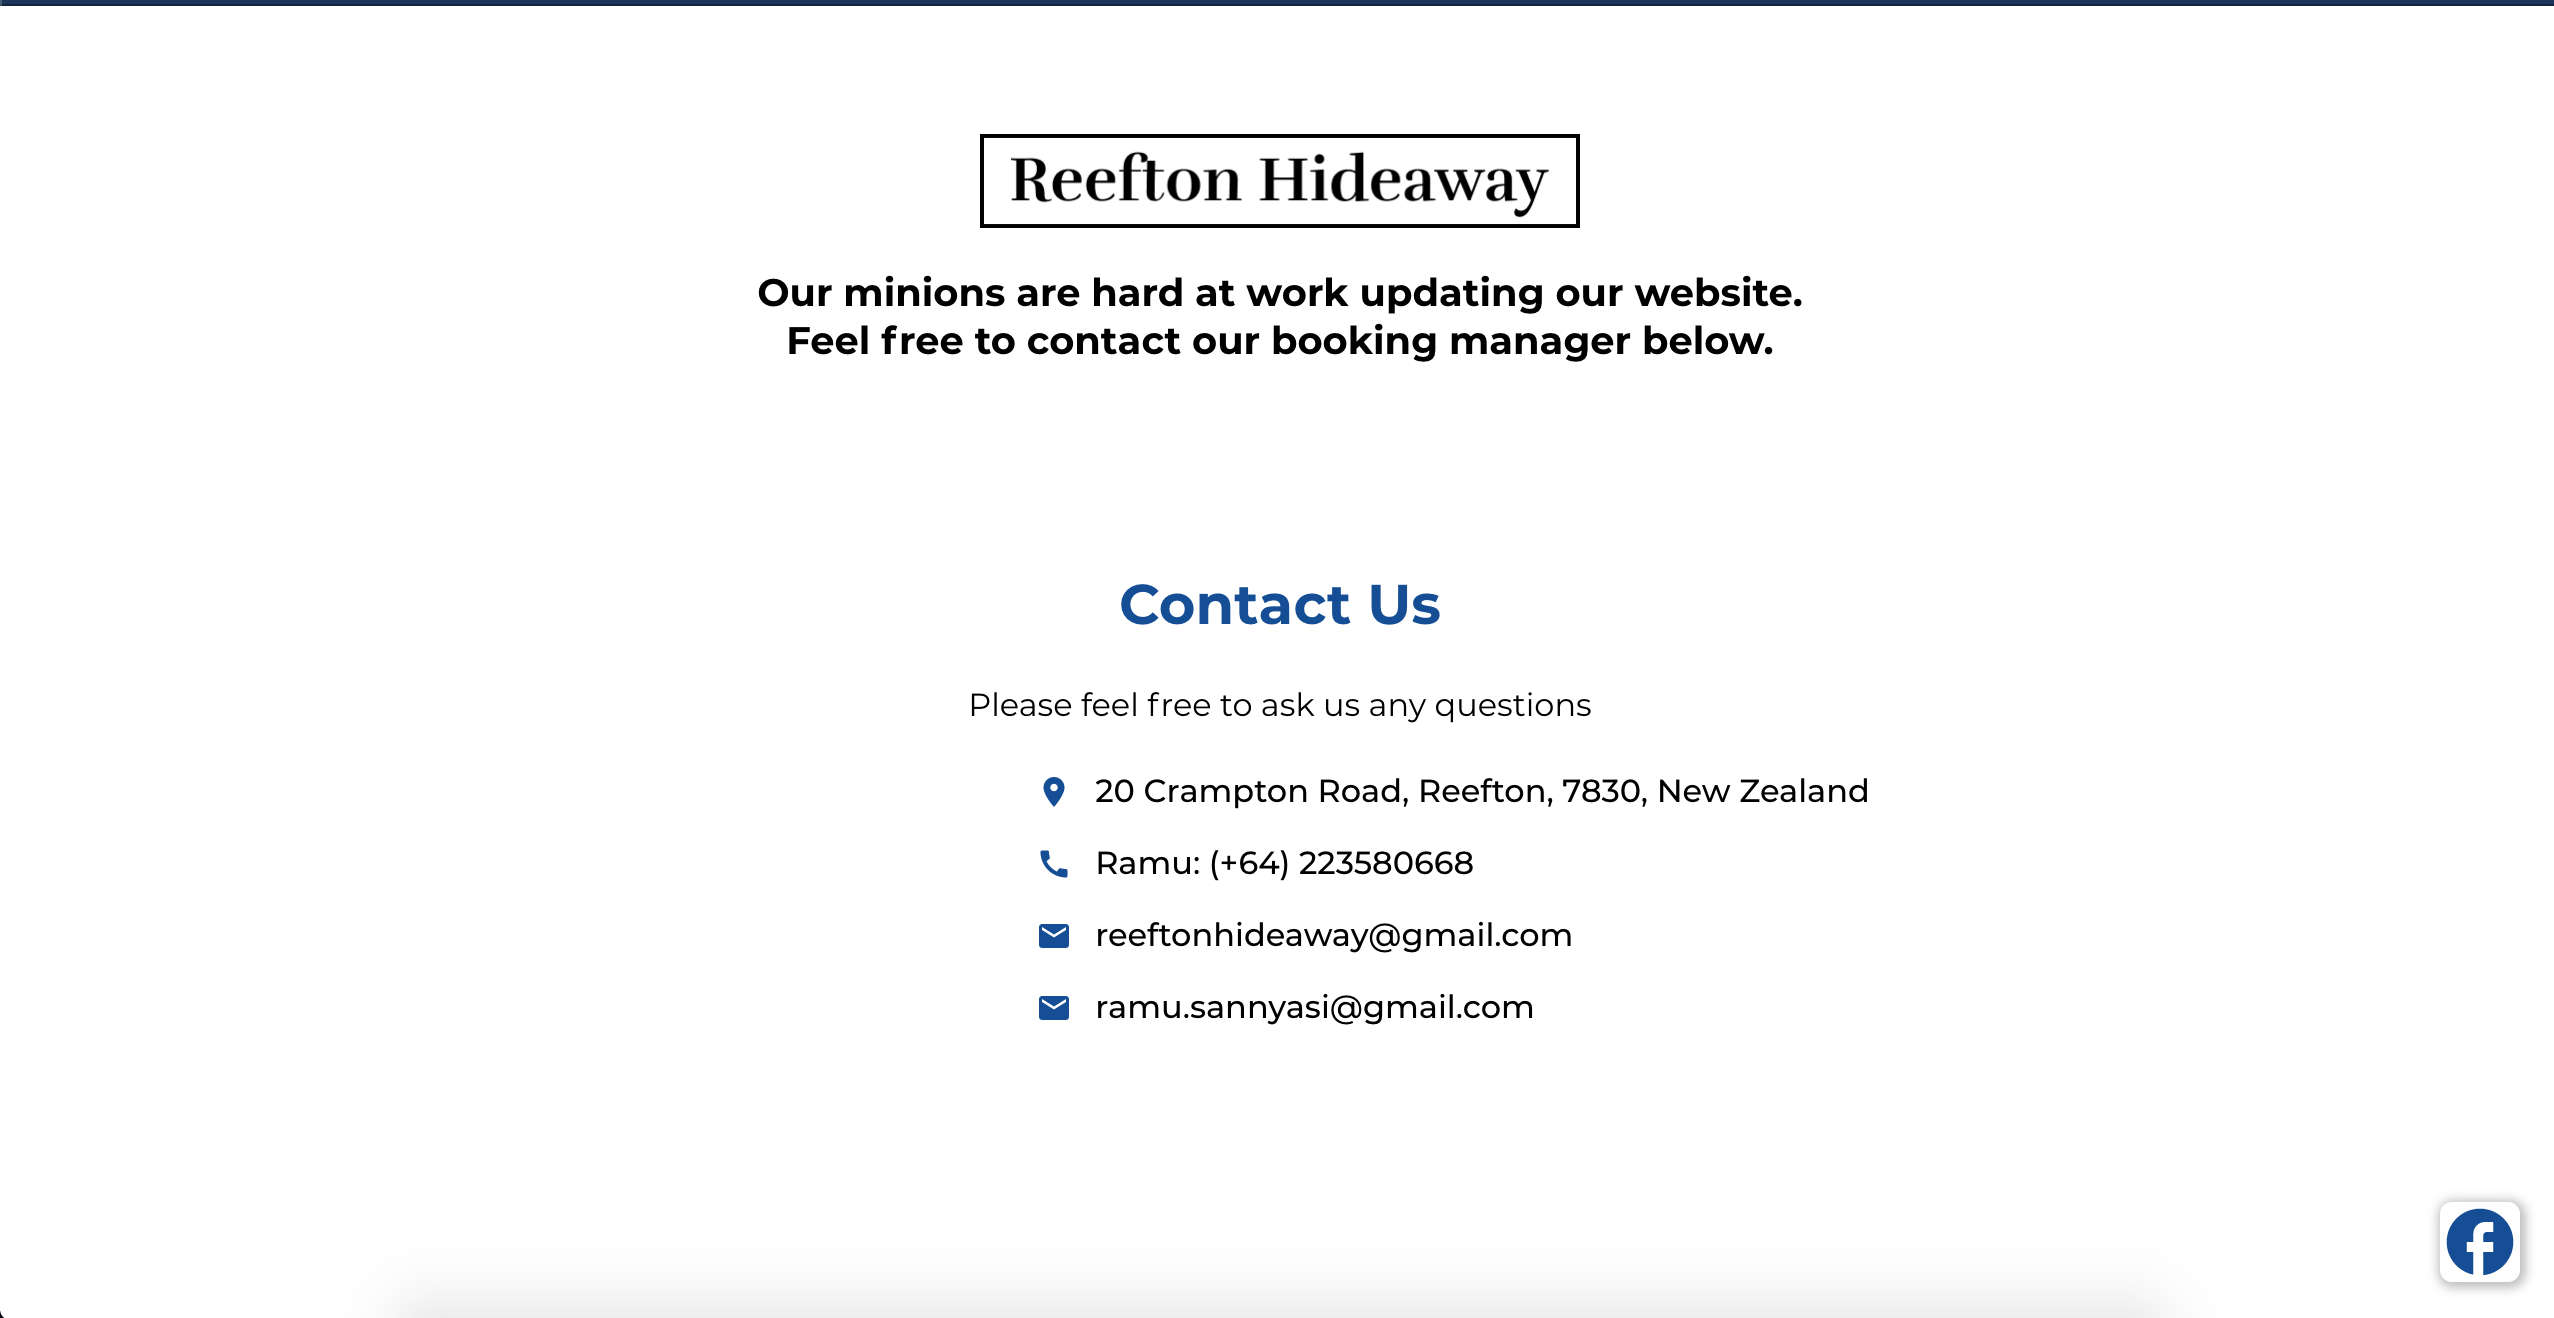 Reefton Hideaway
Our minions are hard at work updating our website.
Feel free to contact our booking manager below.
Contact Us
Please feel free to ask us any questions
20 Crampton Road, Reefton, 7830, New Zealand
Ramu: (+64) 223580668
reeftonhideaway@gmail.com
ramu.sannyasi@gmail.com